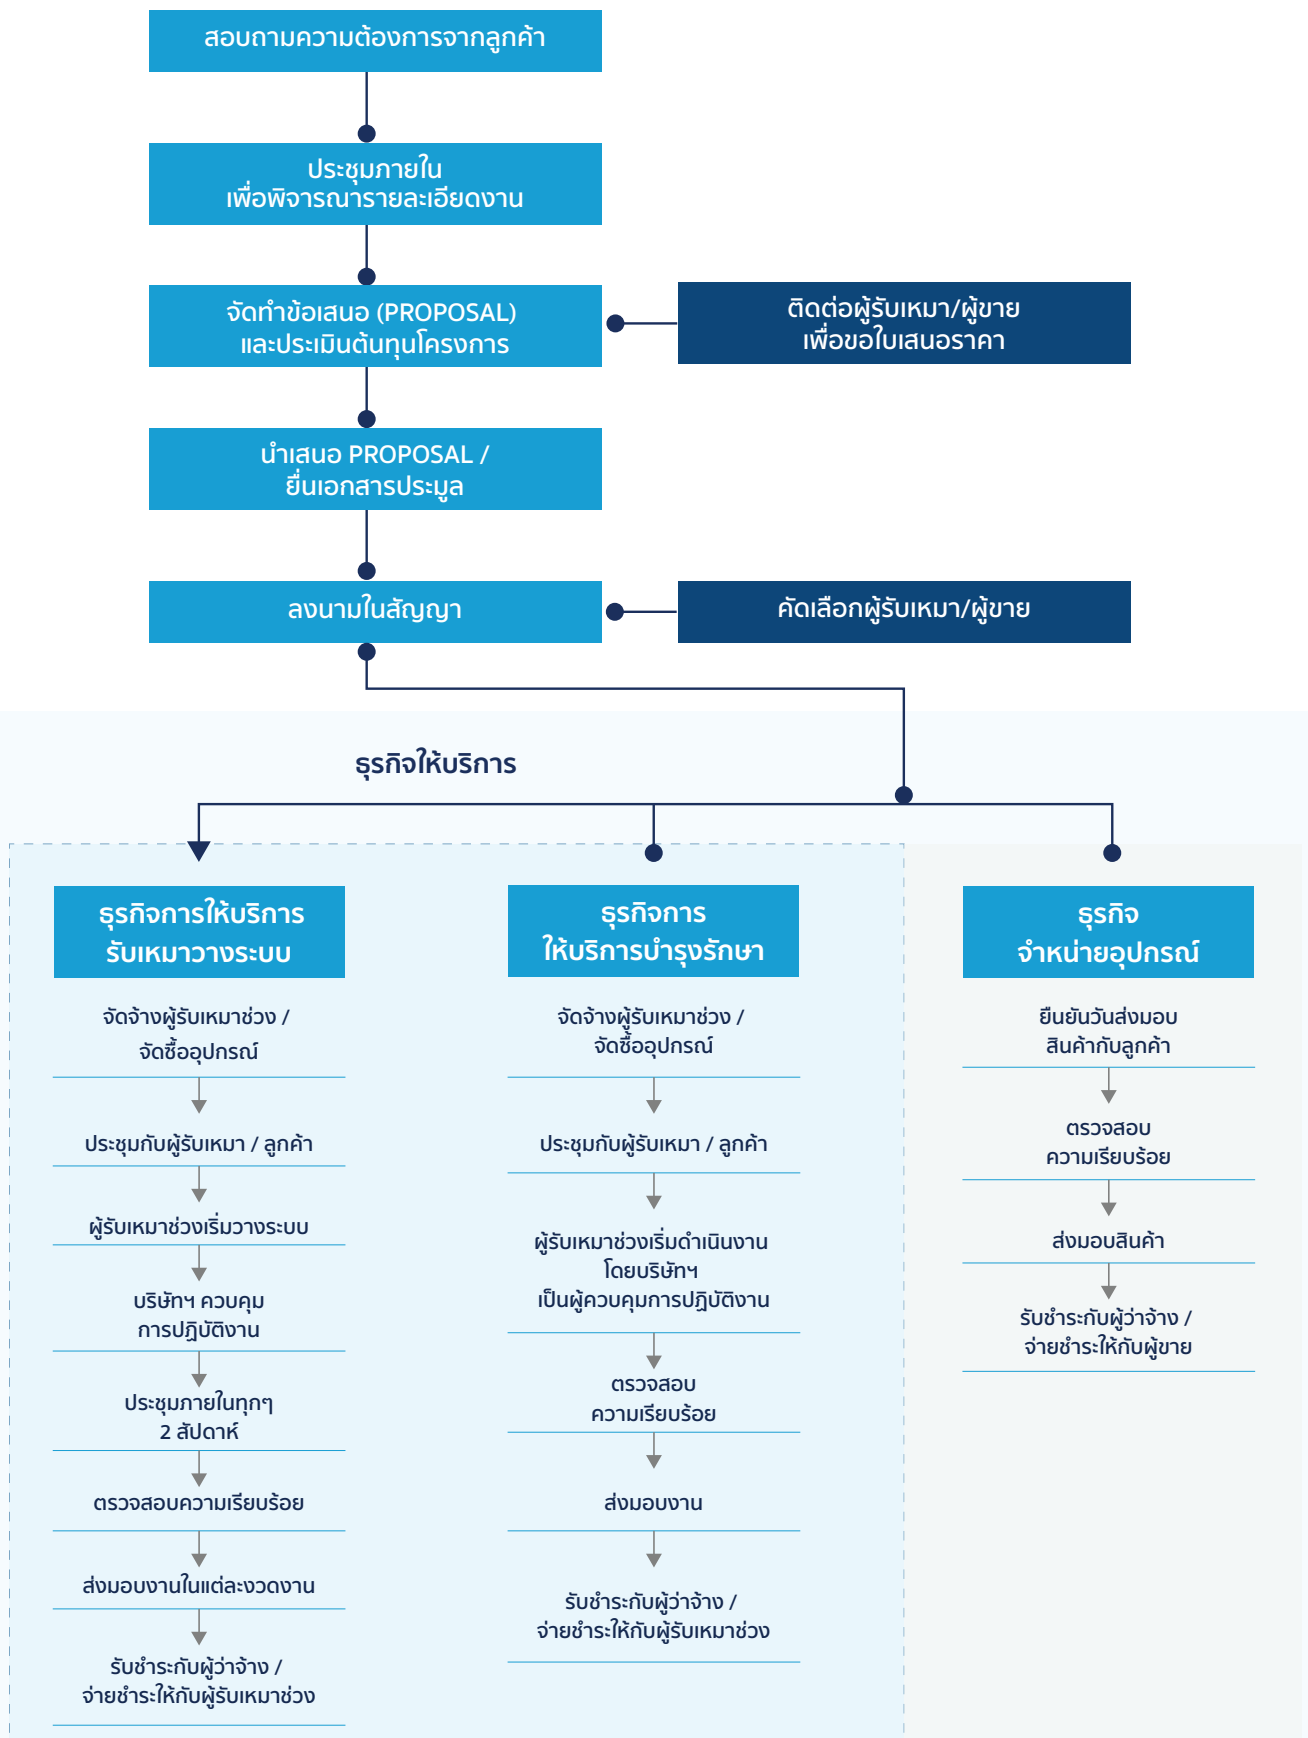 สอบถามความต้องการจากลูกค้า
ประชุมภายใน
เพื่อพิจารณารายละเอียดงาน
จัดทำข้อเสนอ (PROPOSAL)
และประเมินต้นทุนโครงการ
ติดต่อผู้รับเหมา/ผู้ขาย
เพื่อขอใบเสนอราคา
นำเสนอ PROPOSAL /
ยื่นเอกสารประมูล
ลงนามในสัญญา
คัดเลือกผู้รับเหมา/ผู้ขาย
ธุรกิจให้บริการ
ธุรกิจการให้บริการ
รับเหมาวางระบบ
จัดจ้างผู้รับเหมาช่วง /
จัดซื้ออุปกรณ์
ประชุมกับผู้รับเหมา / ลูกค้า
ผู้รับเหมาช่วงเริ่มวางระบบ
บริษัทฯ ควบคุม
การปฏิบัติงาน
ประชุมภายในทุกๆ
2 สัปดาห์
ตรวจสอบความเรียบร้อย
ส่งมอบงานในแต่ละงวดงาน
รับชำระกับผู้ว่าจ้าง /
จ่ายชำระให้กับผู้รับเหมาช่วง
ธุรกิจการ
ให้บริการบำรุงรักษา
จัดจ้างผู้รับเหมาช่วง /
จัดซื้ออุปกรณ์
ประชุมกับผู้รับเหมา / ลูกค้า
ผู้รับเหมาช่วงเริ่มดำเนินงาน
โดยบริษัทฯ
เป็นผู้ควบคุมการปฏิบัติงาน
ตรวจสอบ
ความเรียบร้อย
ส่งมอบงาน
รับชำระกับผู้ว่าจ้าง /
จ่ายชำระให้กับผู้รับเหมาช่วง
ธุรกิจ
จำหน่ายอุปกรณ์
ยืนยันวันส่งมอบ
สินค้ากับลูกค้า
ตรวจสอบ
ความเรียบร้อย
ส่งมอบสินค้า
รับชำระกับผู้ว่าจ้าง /
จ่ายชำระให้กับผู้ขาย